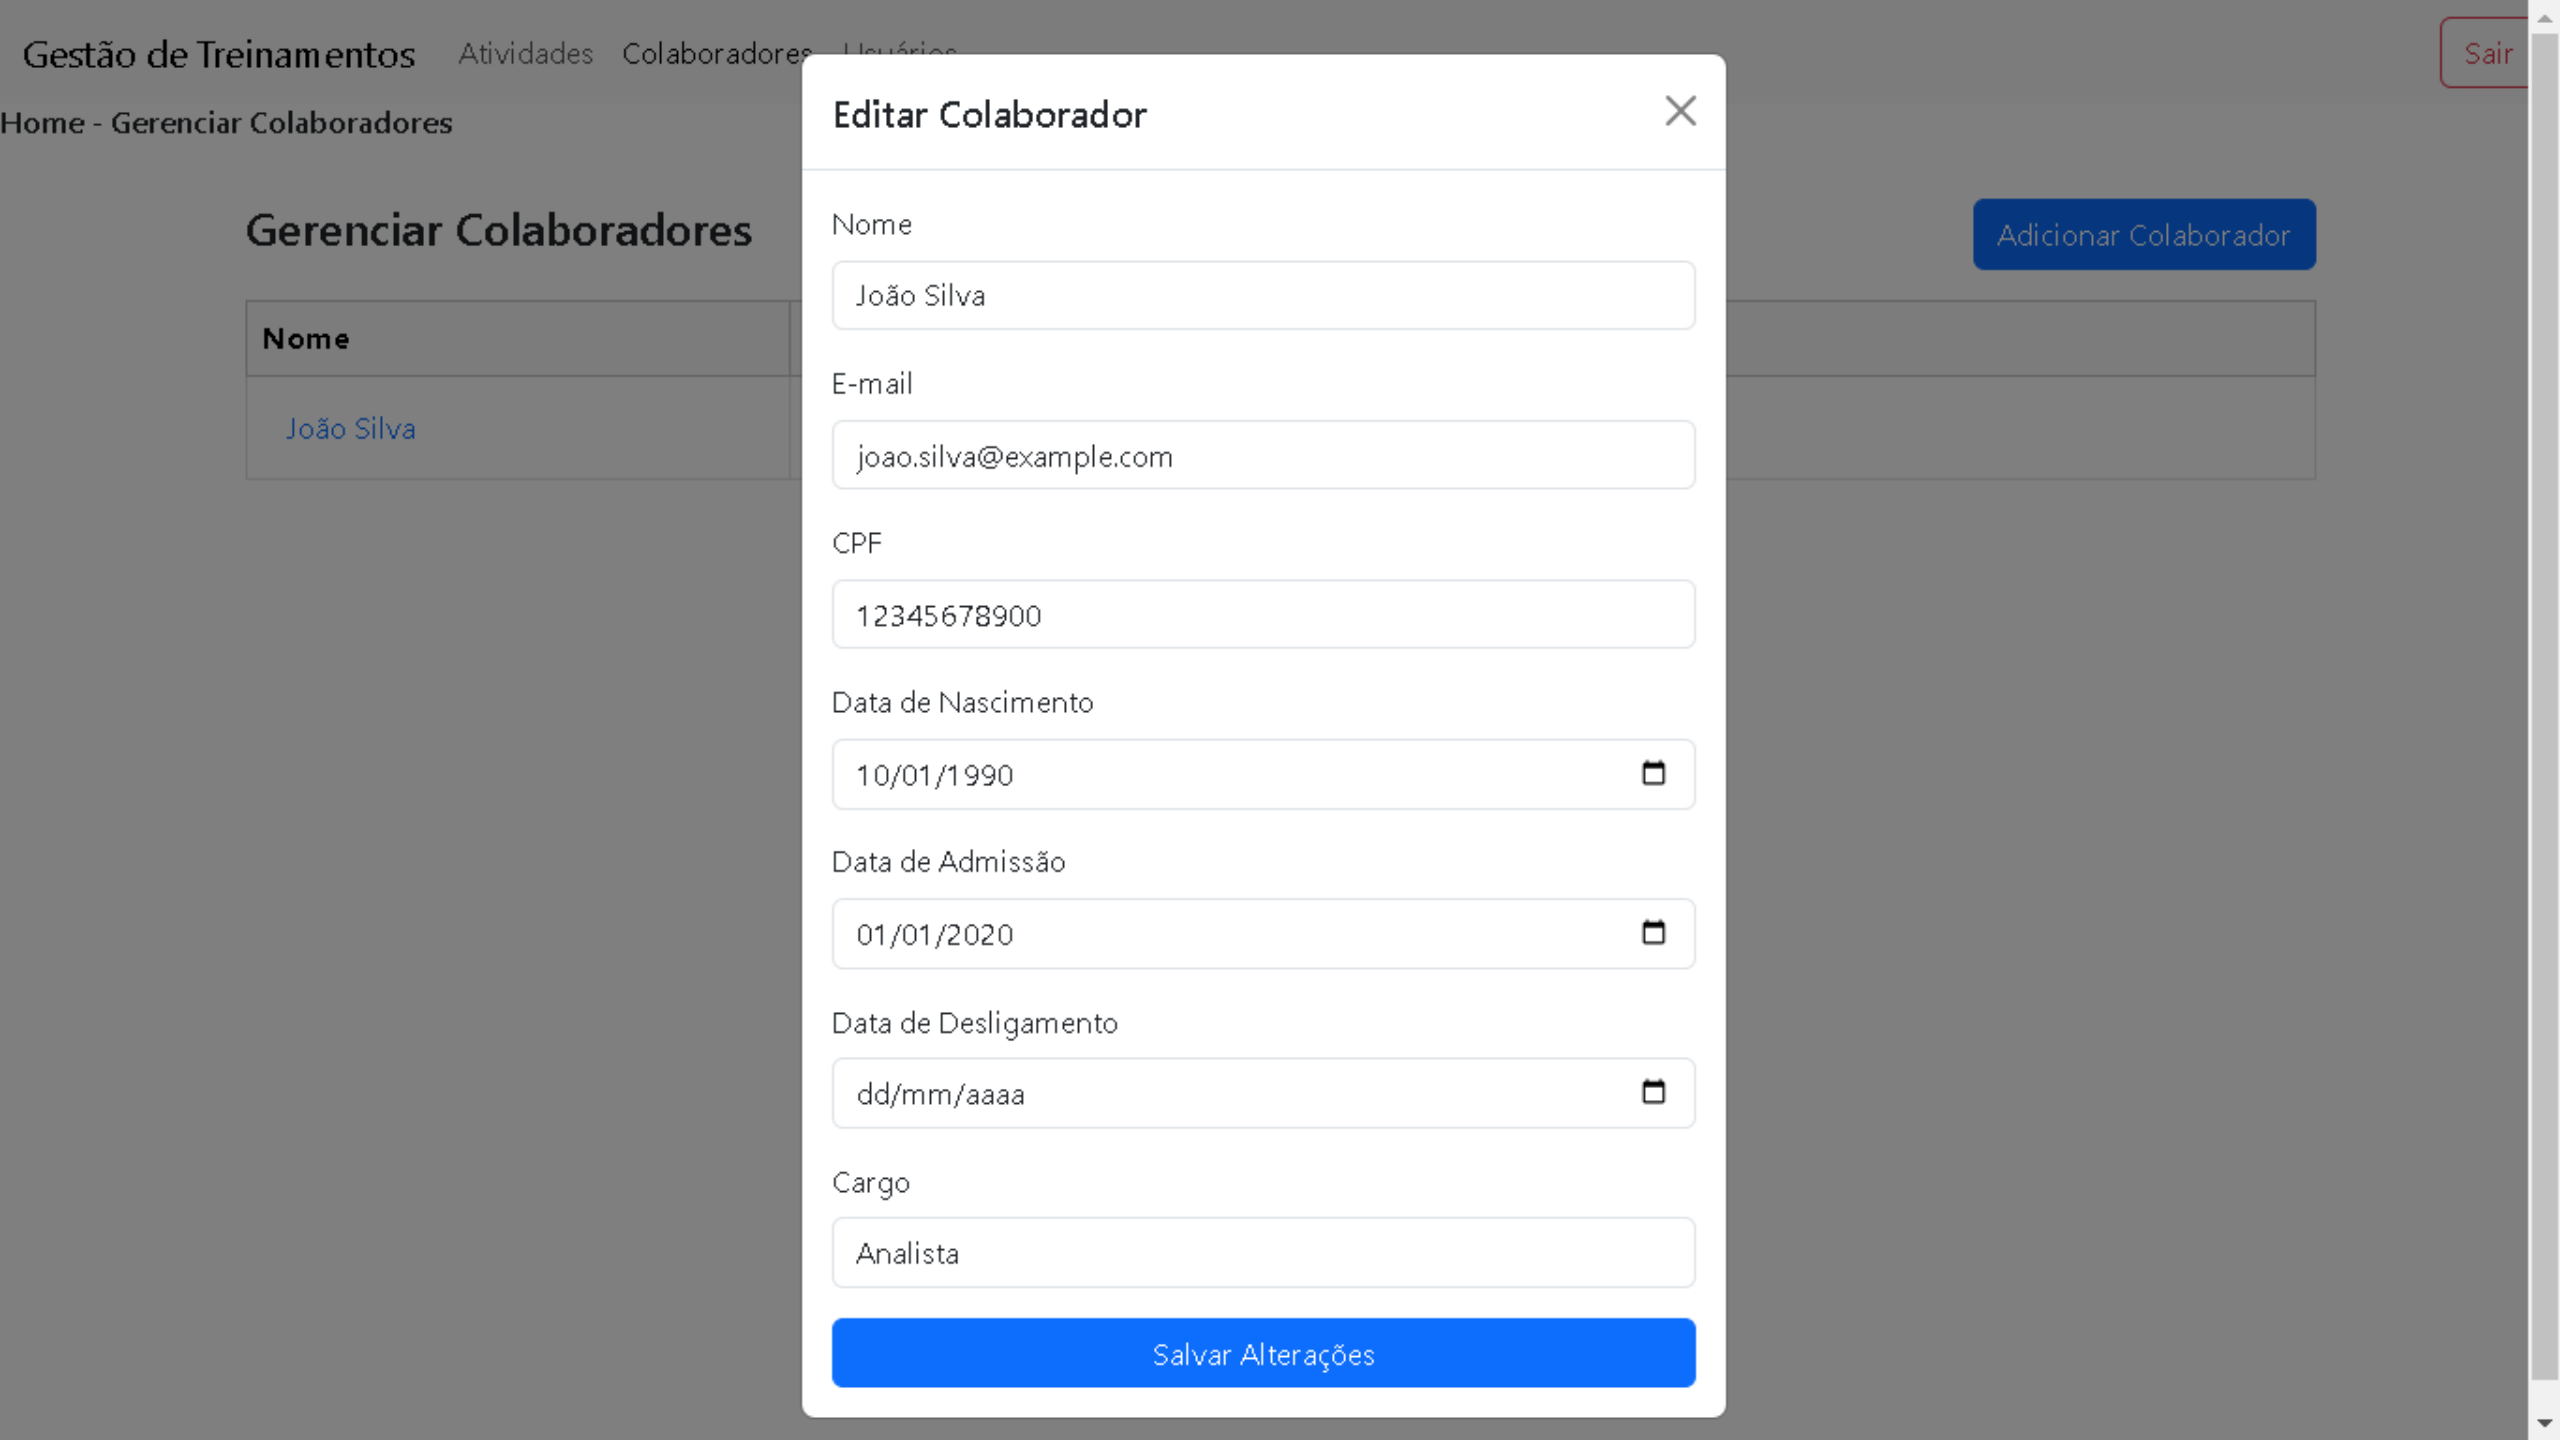 Gestão de Treinamentos Atividades Colaboradores Usuários Sair
Home - Gerenciar Colaboradores
Gerenciar Colaboradores Adicionar Colaborador
Nome
João Silva
Editar Colaborador
Nome
João Silva
E-mail
joao.silva@example.com
CPF
12345678900
Data de Nascimento
10/01/1990
Data de Admissão
01/01/2020
Data de Desligamento
dd/mm/aaaa
Cargo
Analista
Salvar Alterações